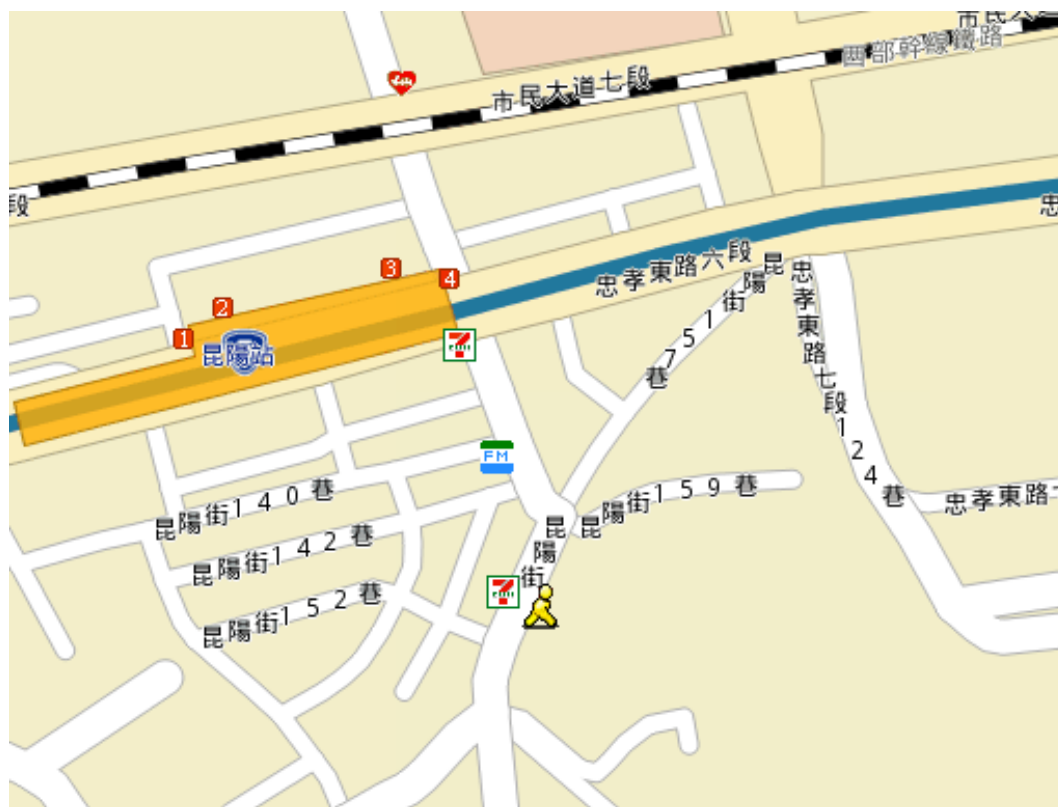 市民大道
西部幹線鐵路
市民大道七段
段
忠
3
4
2
1
昆陽站
忠孝東路六段
昆陽街157巷
忠孝東路七段124巷
FM
昆陽街140巷
昆陽街159巷
忠孝東路
昆陽街142巷
昆陽街
昆陽街152巷